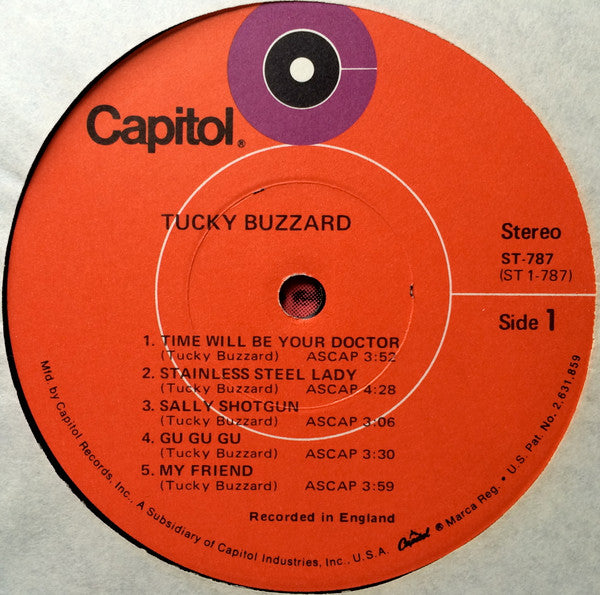 Capitol®
TUCKY BUZZARD
Stereo
ST-787
(ST 1-787)
Side 1
1. TIME WILL BE YOUR DOCTOR
(Tucky Buzzard) ASCAP 3:52
2. STAINLESS STEEL LADY
(Tucky Buzzard) ASCAP 4:28
3. SALLY SHOTGUN
(Tucky Buzzard) ASCAP 3:06
4. GU GU GU
(Tucky Buzzard) ASCAP 3:30
5. MY FRIEND
(Tucky Buzzard) ASCAP 3:59
Recorded in England
Mfd. by Capitol Records, Inc., A Subsidiary of Capitol Industries, Inc., U.S.A. Capitol ® Marca Reg. • U.S. Pat. No. 2,631,859